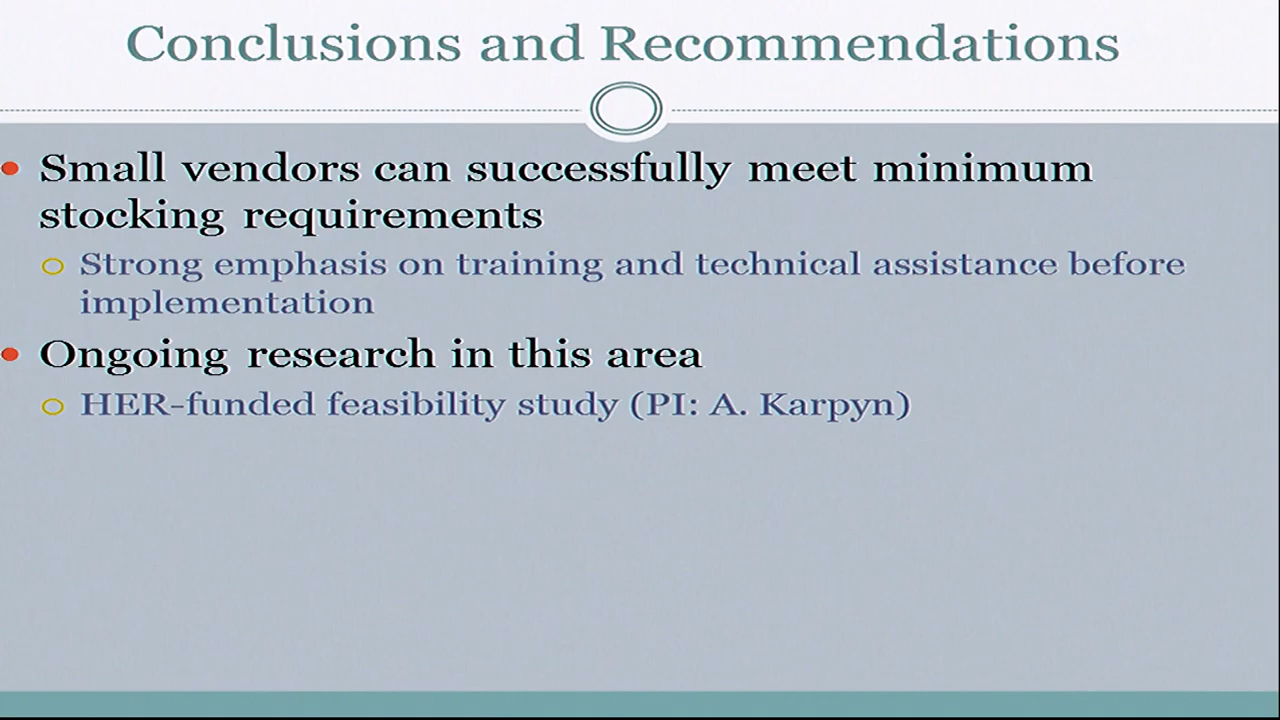 Conclusions and Recommendations
Small vendors can successfully meet minimum
stocking requirements
Strong emphasis on training and technical assistance before
implementation
Ongoing research in this area
HER-funded feasibility study (PI: A. Karpyn)